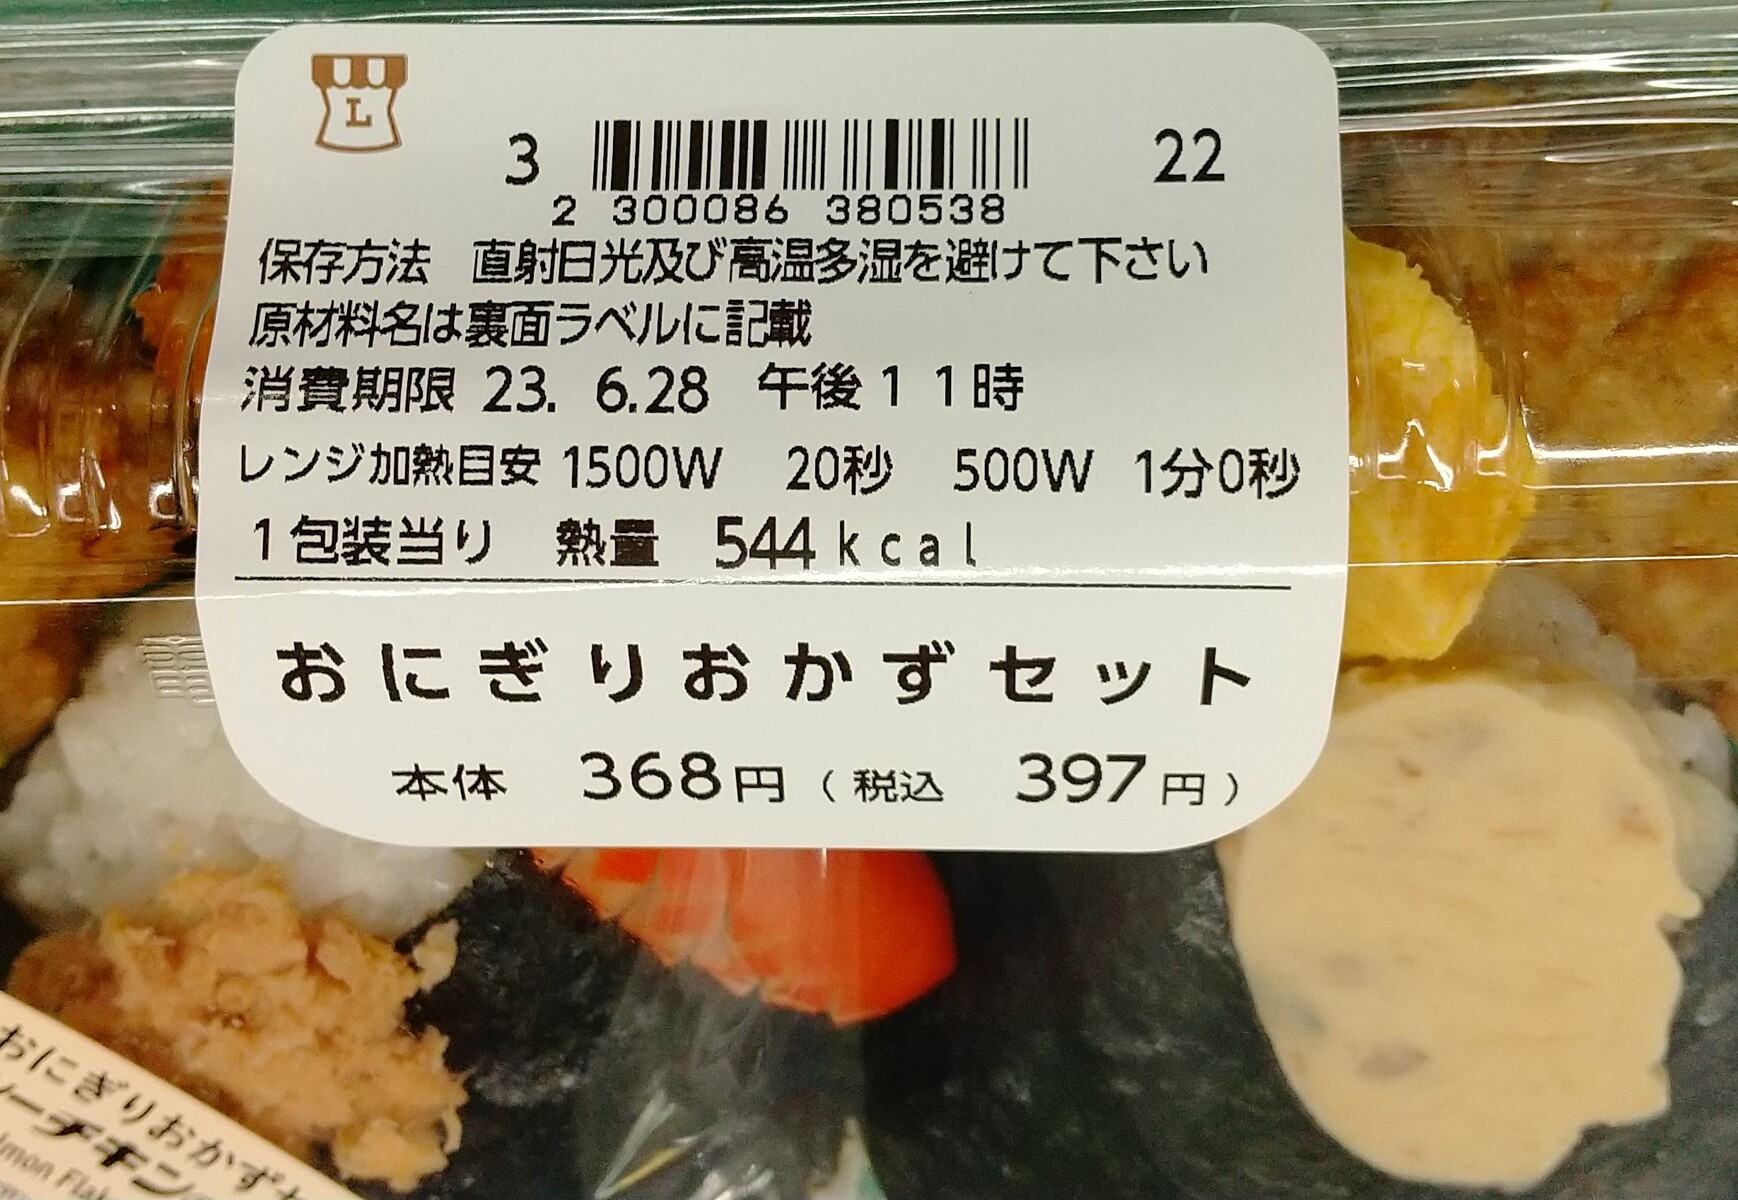 L
3 22
2 300086 380538
保存方法 直射日光及び高温多湿を避けて下さい
原材料名は裏面ラベルに記載
消費期限 23. 6.28 午後11時
レンジ加熱目安 1500W 20秒 500W 1分0秒
1包装当り 熱量 544kcal
おにぎりおかずセット
本体 368円(税込 397円)
おにぎりおかず
ーチキン